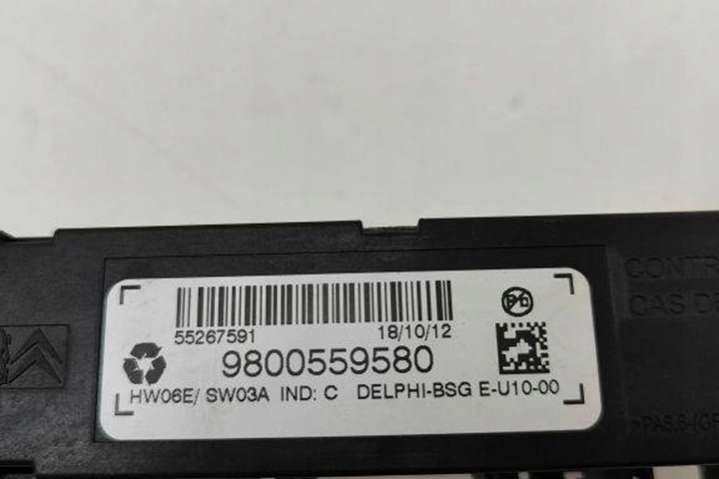 55267591 18/10/12
9800559580
HW06E/ SW03A IND: C DELPHI-BSG E-U10-00
CONTR
CAS D